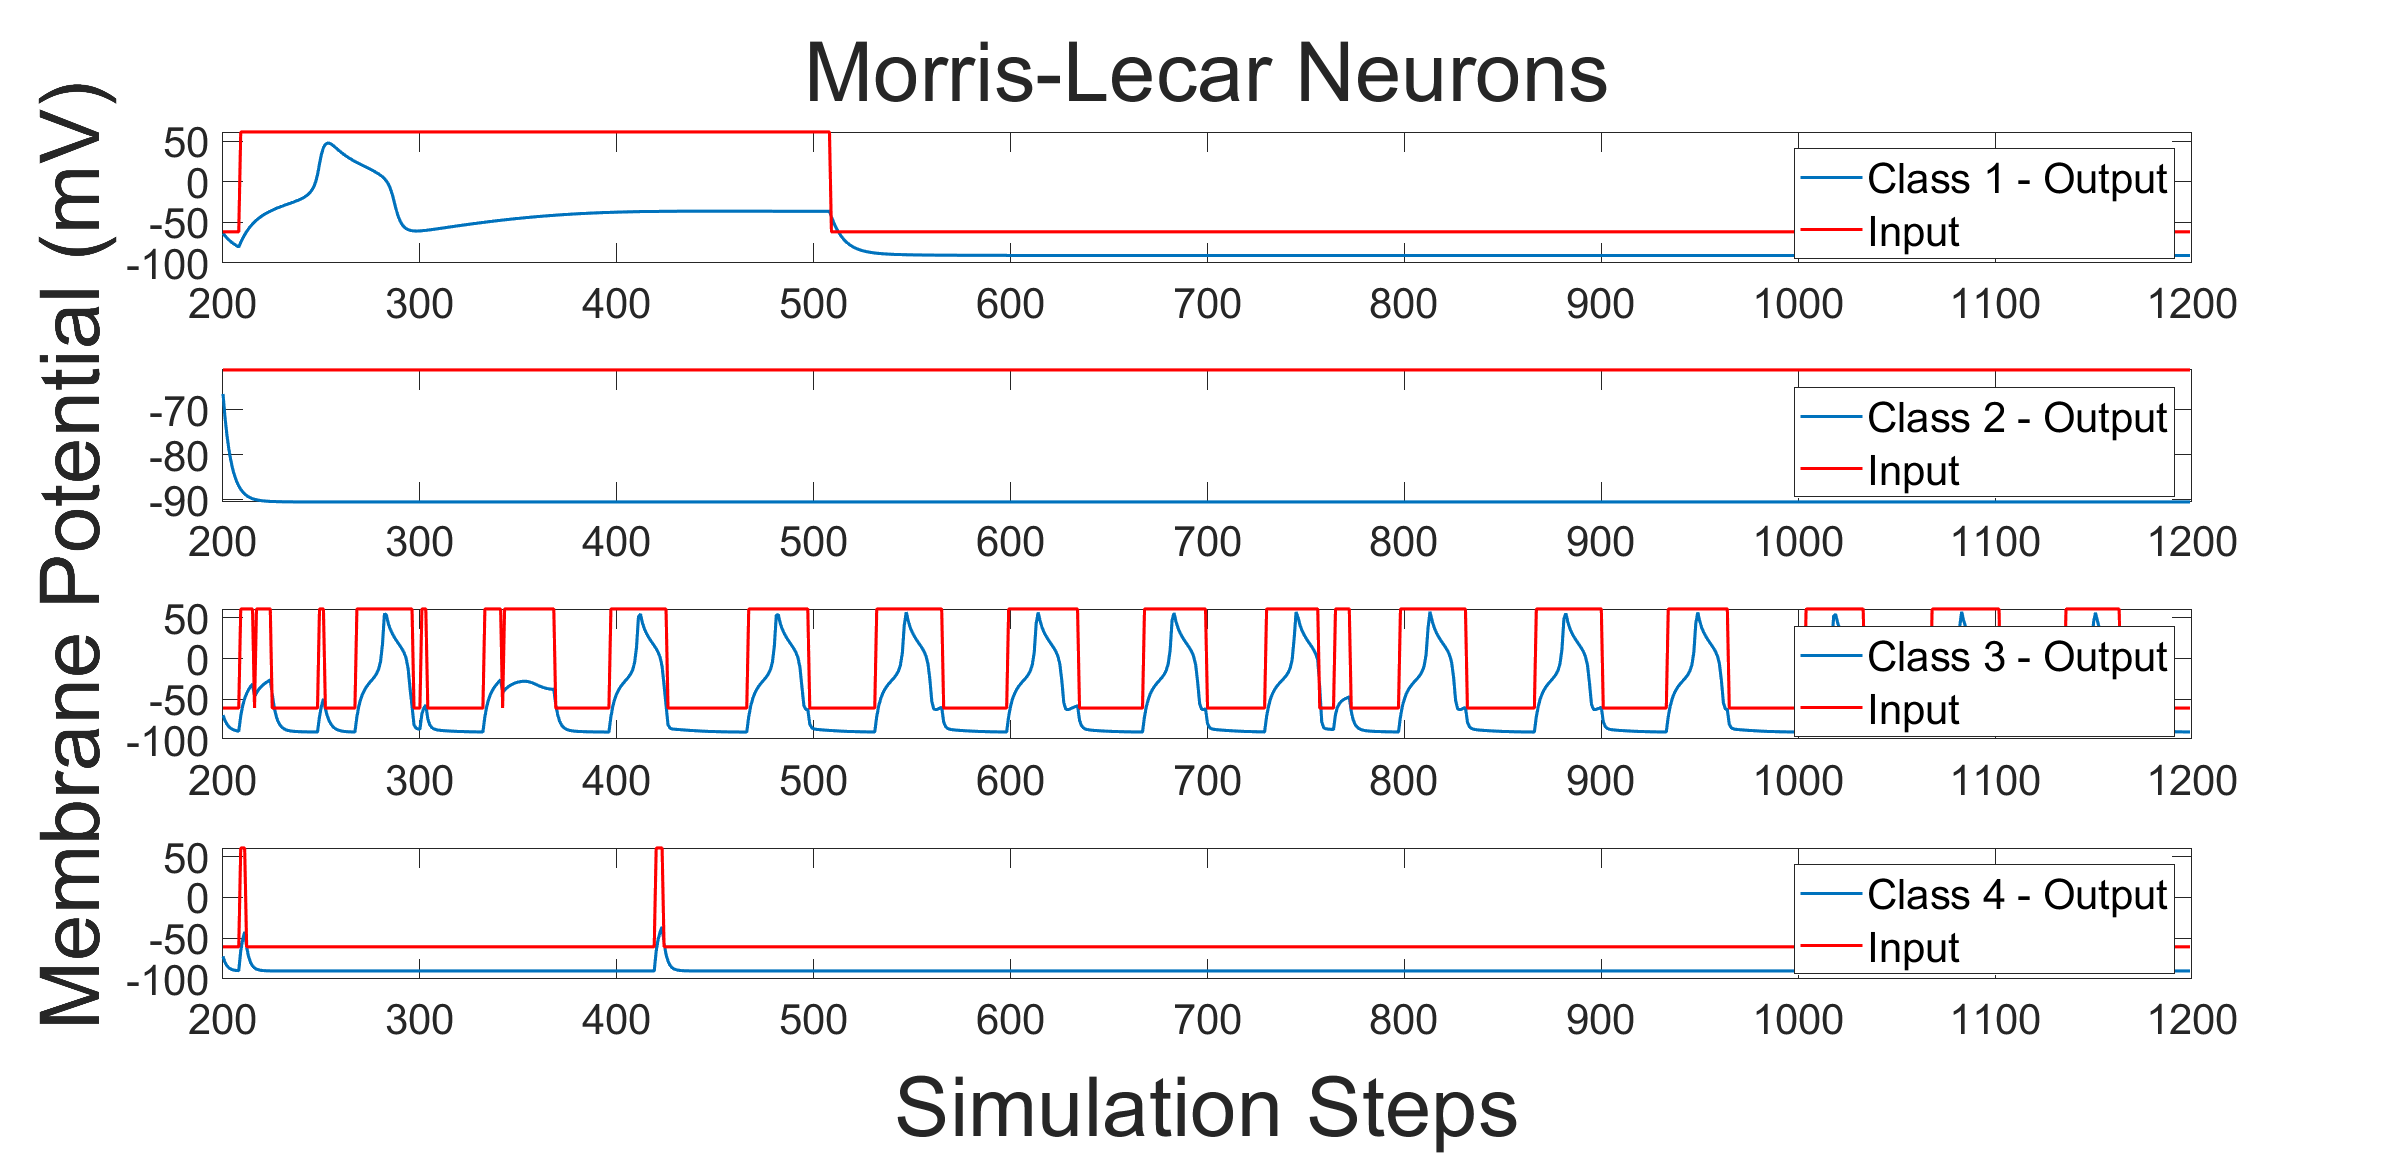 Morris-Lecar Neurons
Membrane Potential (mV)
50
0
-50
-100
200 300 400 500 600 700 800 900 1000 1100 1200
Class 1 - Output
Input
-70
-80
-90
200 300 400 500 600 700 800 900 1000 1100 1200
Class 2 - Output
Input
50
0
-50
-100
200 300 400 500 600 700 800 900 1000 1100 1200
Class 3 - Output
Input
50
0
-50
-100
200 300 400 500 600 700 800 900 1000 1100 1200
Class 4 - Output
Input
Simulation Steps